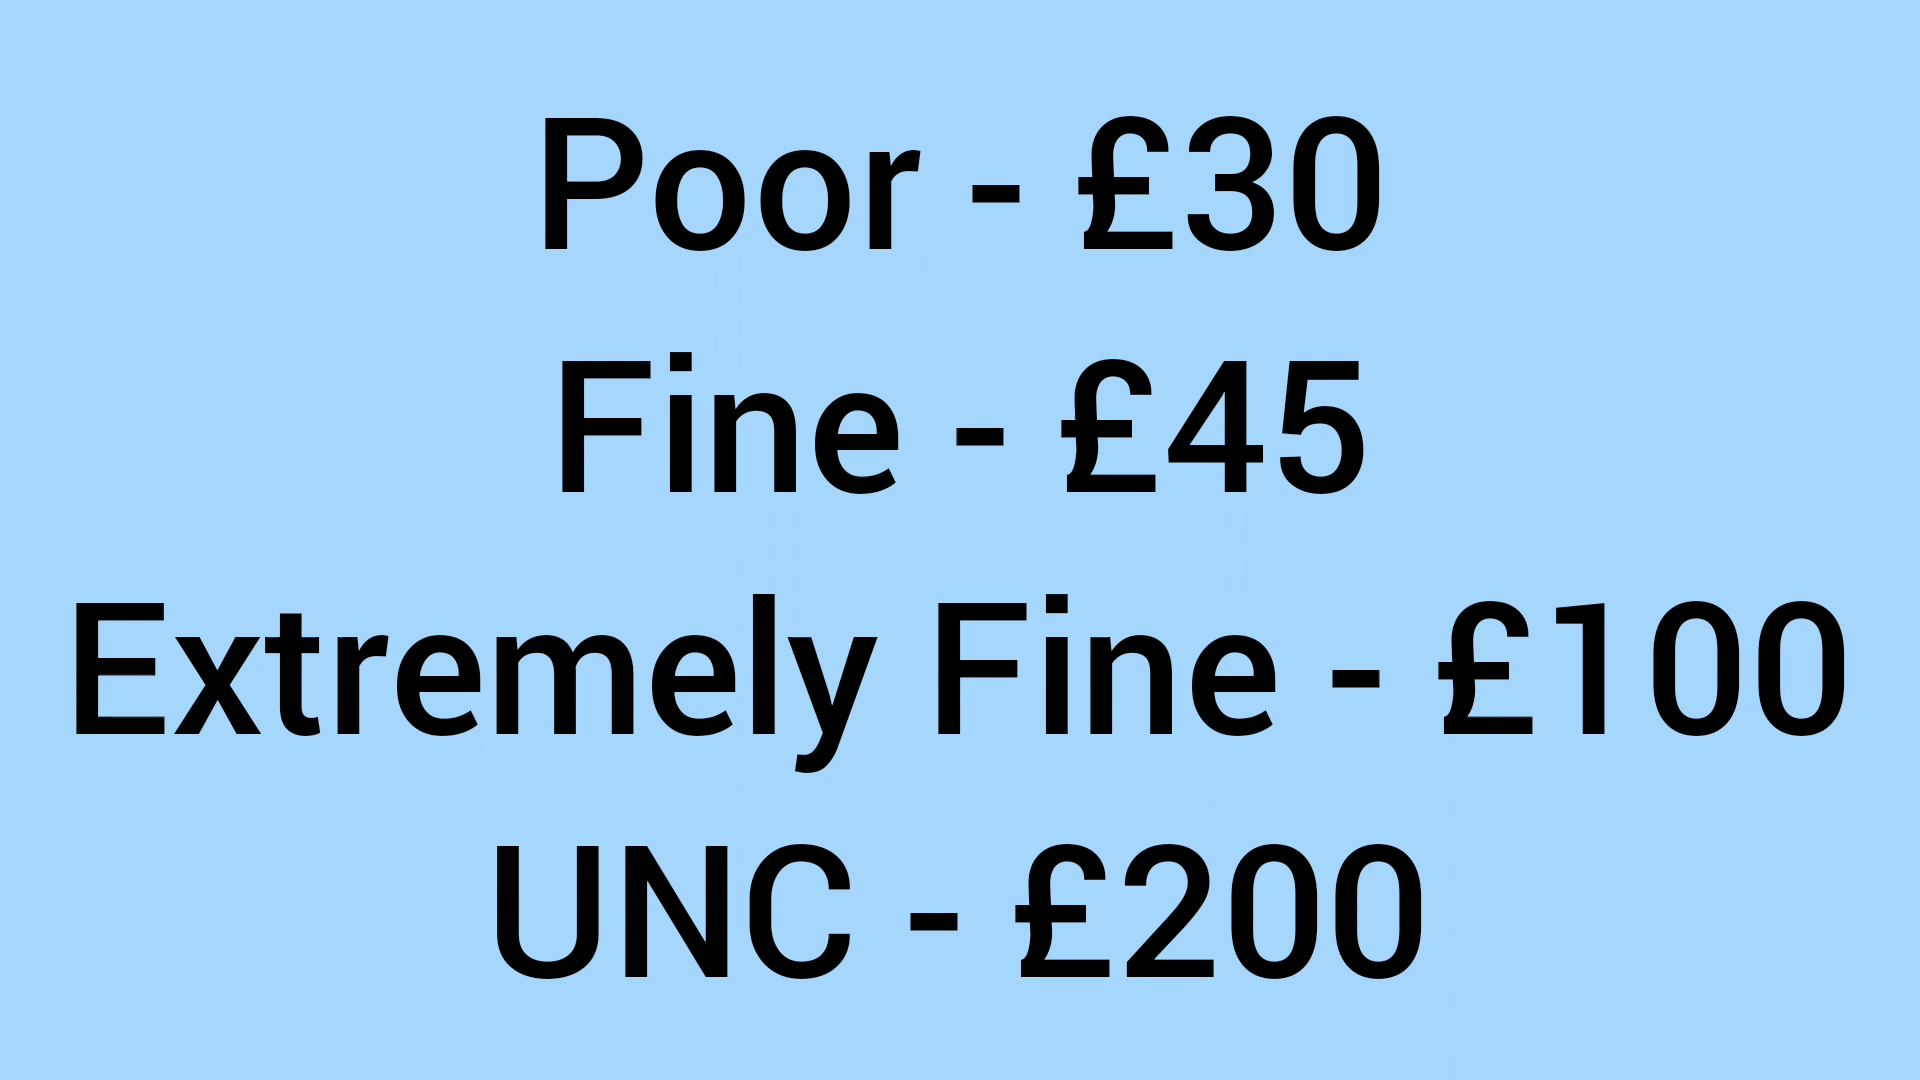 Poor - £30
Fine - £45
Extremely Fine - £100
UNC - £200